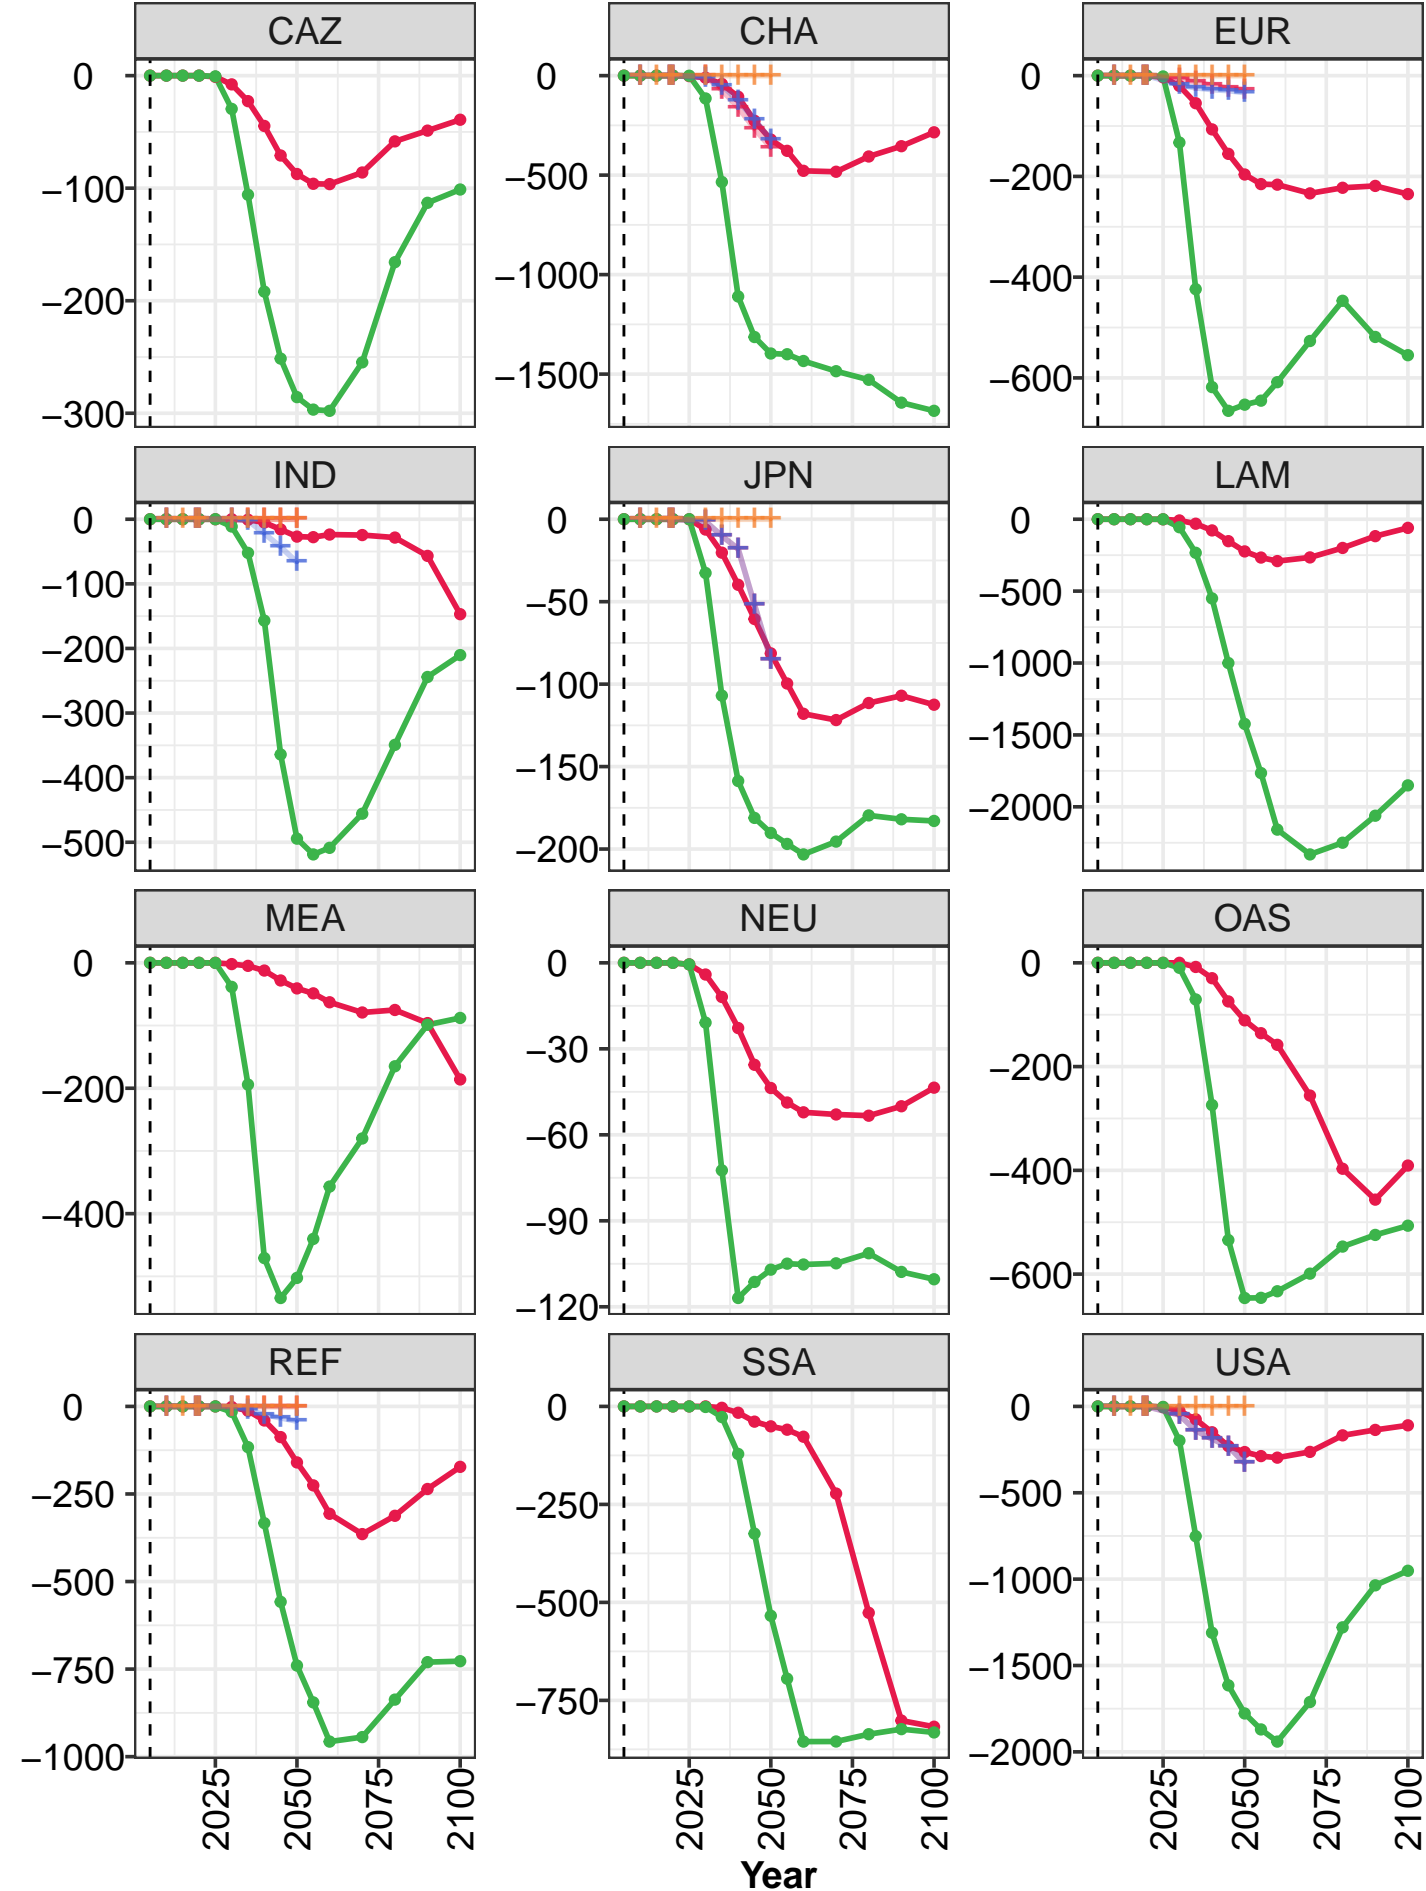 CAZ CHA EUR
0 0 0
−100 −500 −200
−200 −1000 −400
−300 −1500 −600
IND JPN LAM
0 0 0
−100 −50 −500
−200 −100 −1000
−300 −150 −1500
−400 −200 −2000
−500
MEA NEU OAS
0 0 0
−200 −30 −200
−400 −60 −400
−90 −600
−120
REF SSA USA
0 0 0
−250 −250 −500
−500 −500 −1000
−750 −750 −1500
−1000 −2000
2025 2050 2075 2100 2025 2050 2075 2100 2025 2050 2075 2100
Year